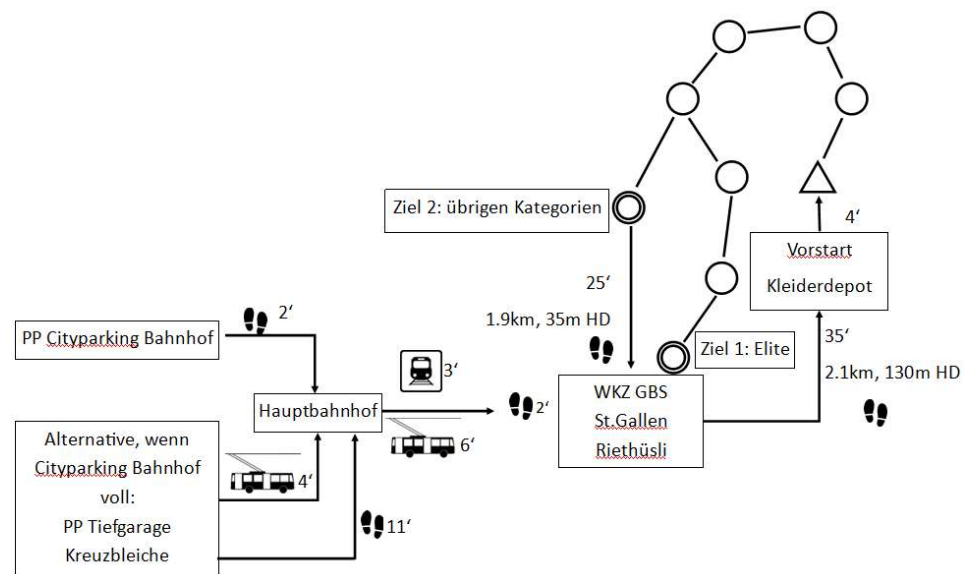 Ziel 2: übrigen Kategorien
4‘
Vorstart
Kleiderdepot
25‘
1.9km, 35m HD
Ziel 1: Elite
35‘
2.1km, 130m HD
PP Cityparking Bahnhof
2‘
3‘
Hauptbahnhof
2‘
6‘
WKZ GBS
St.Gallen
Riethüsli
Alternative, wenn
Cityparking Bahnhof
voll:
PP Tiefgarage
Kreuzbleiche
4‘
11‘